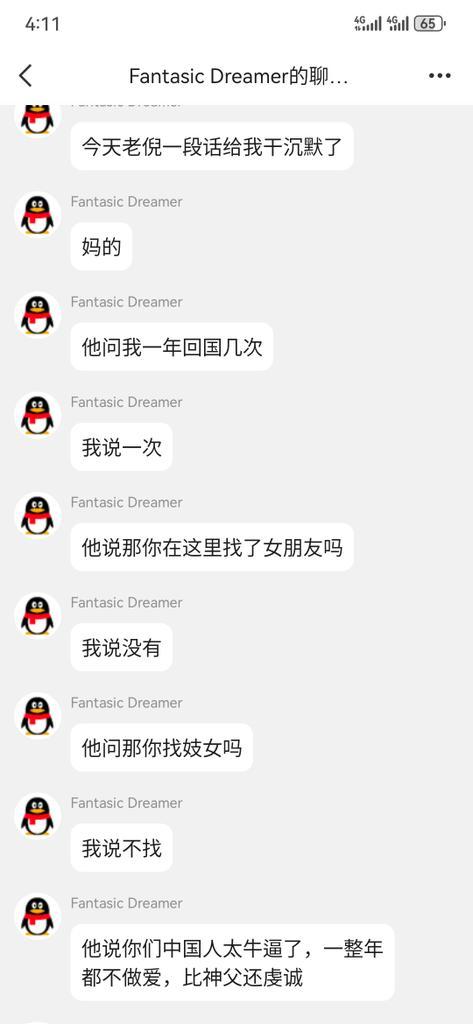 4:11
4G 4G 65
Fantasic Dreamer的聊…
Fantasic Dreamer
今天老倪一段话给我干沉默了
Fantasic Dreamer
妈的
Fantasic Dreamer
他问我一年回国几次
Fantasic Dreamer
我说一次
Fantasic Dreamer
他说那你在这里找了女朋友吗
Fantasic Dreamer
我说没有
Fantasic Dreamer
他问那你找妓女吗
Fantasic Dreamer
我说不找
Fantasic Dreamer
他说你们中国人太牛逼了，一整年
都不做爱，比神父还虔诚